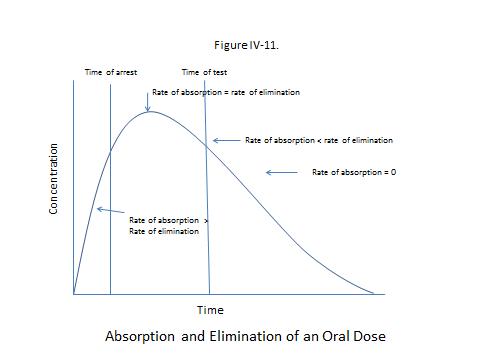 Figure IV-11.
Time of arrest
Time of test
Rate of absorption = rate of elimination
Rate of absorption < rate of elimination
Rate of absorption = 0
Rate of absorption >
Rate of elimination
Concentration
Time
Absorption and Elimination of an Oral Dose